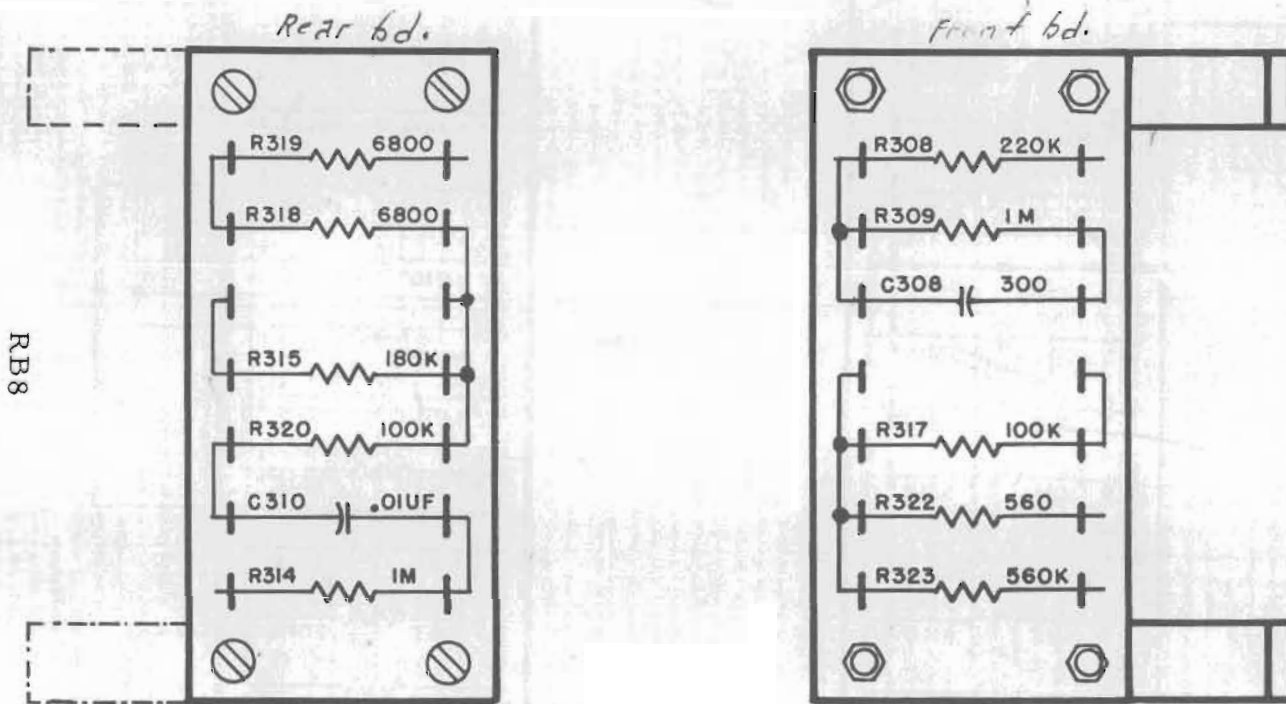 Rear bd.
R319 6800
R318 6800
R315 180K
R320 100K
C310 .01UF
R314 1M
RB8
Front bd.
R308 220K
R309 1M
C308 300
R317 100K
R322 560
R323 560K